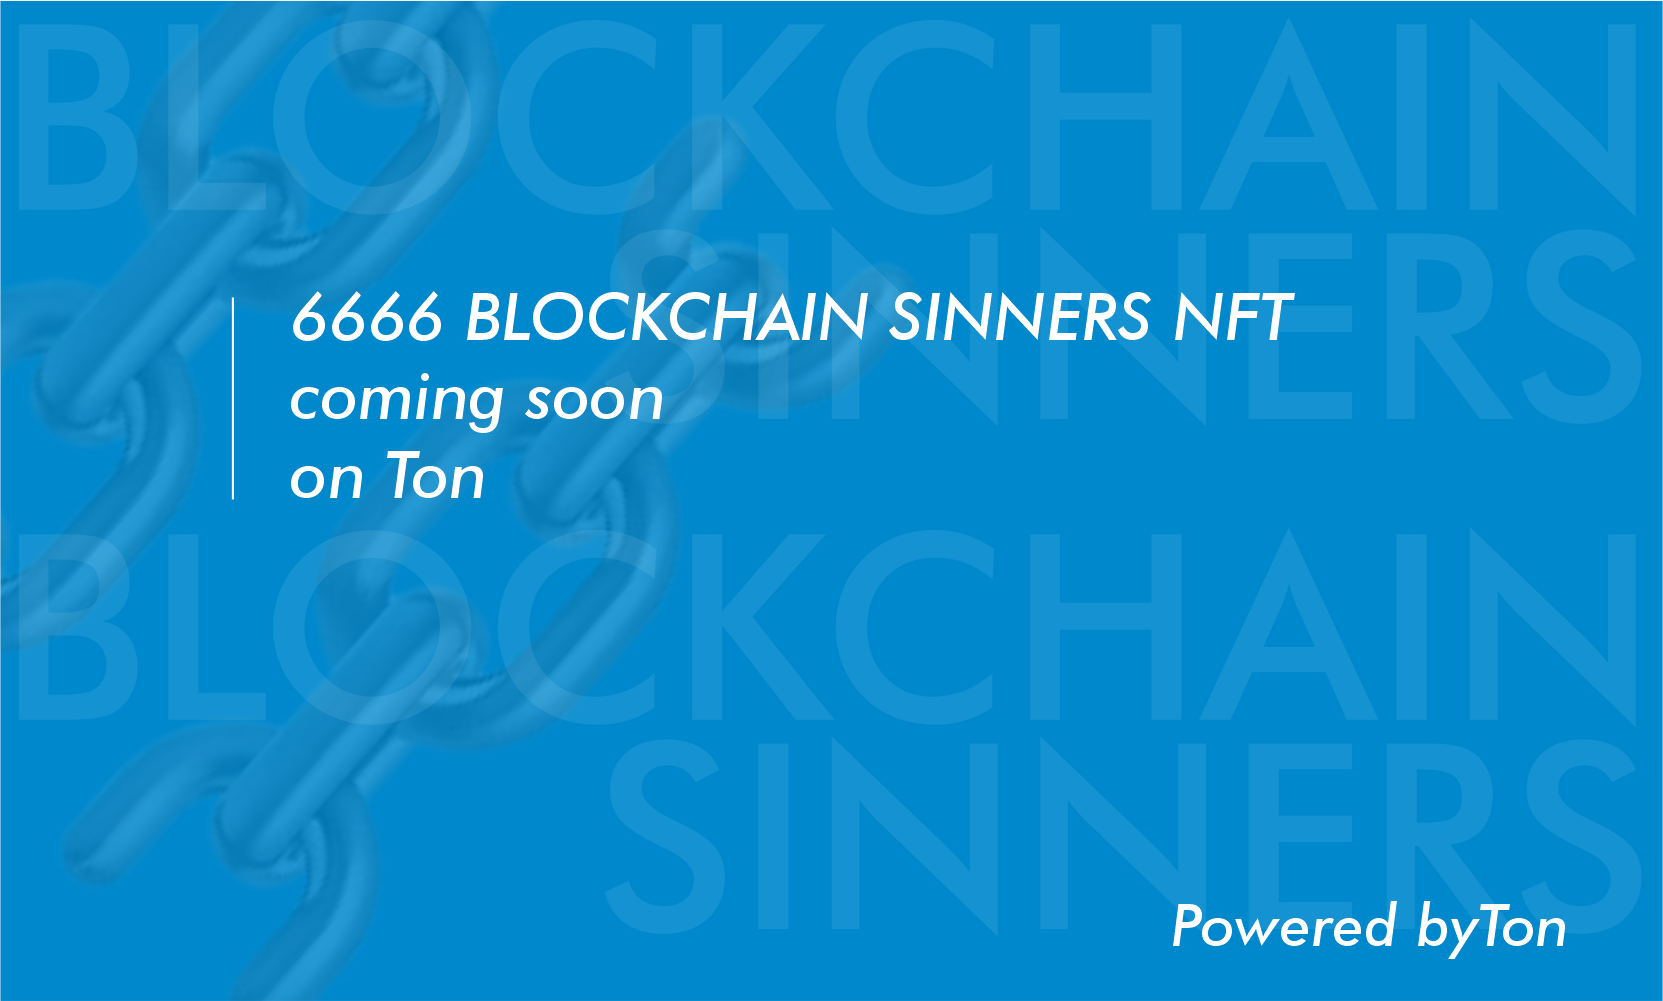 BLOCKCHAIN
SINNERS
6666 BLOCKCHAIN SINNERS NFT
coming soon
on Ton
BLOCKCHAIN
SINNERS
Powered byTon